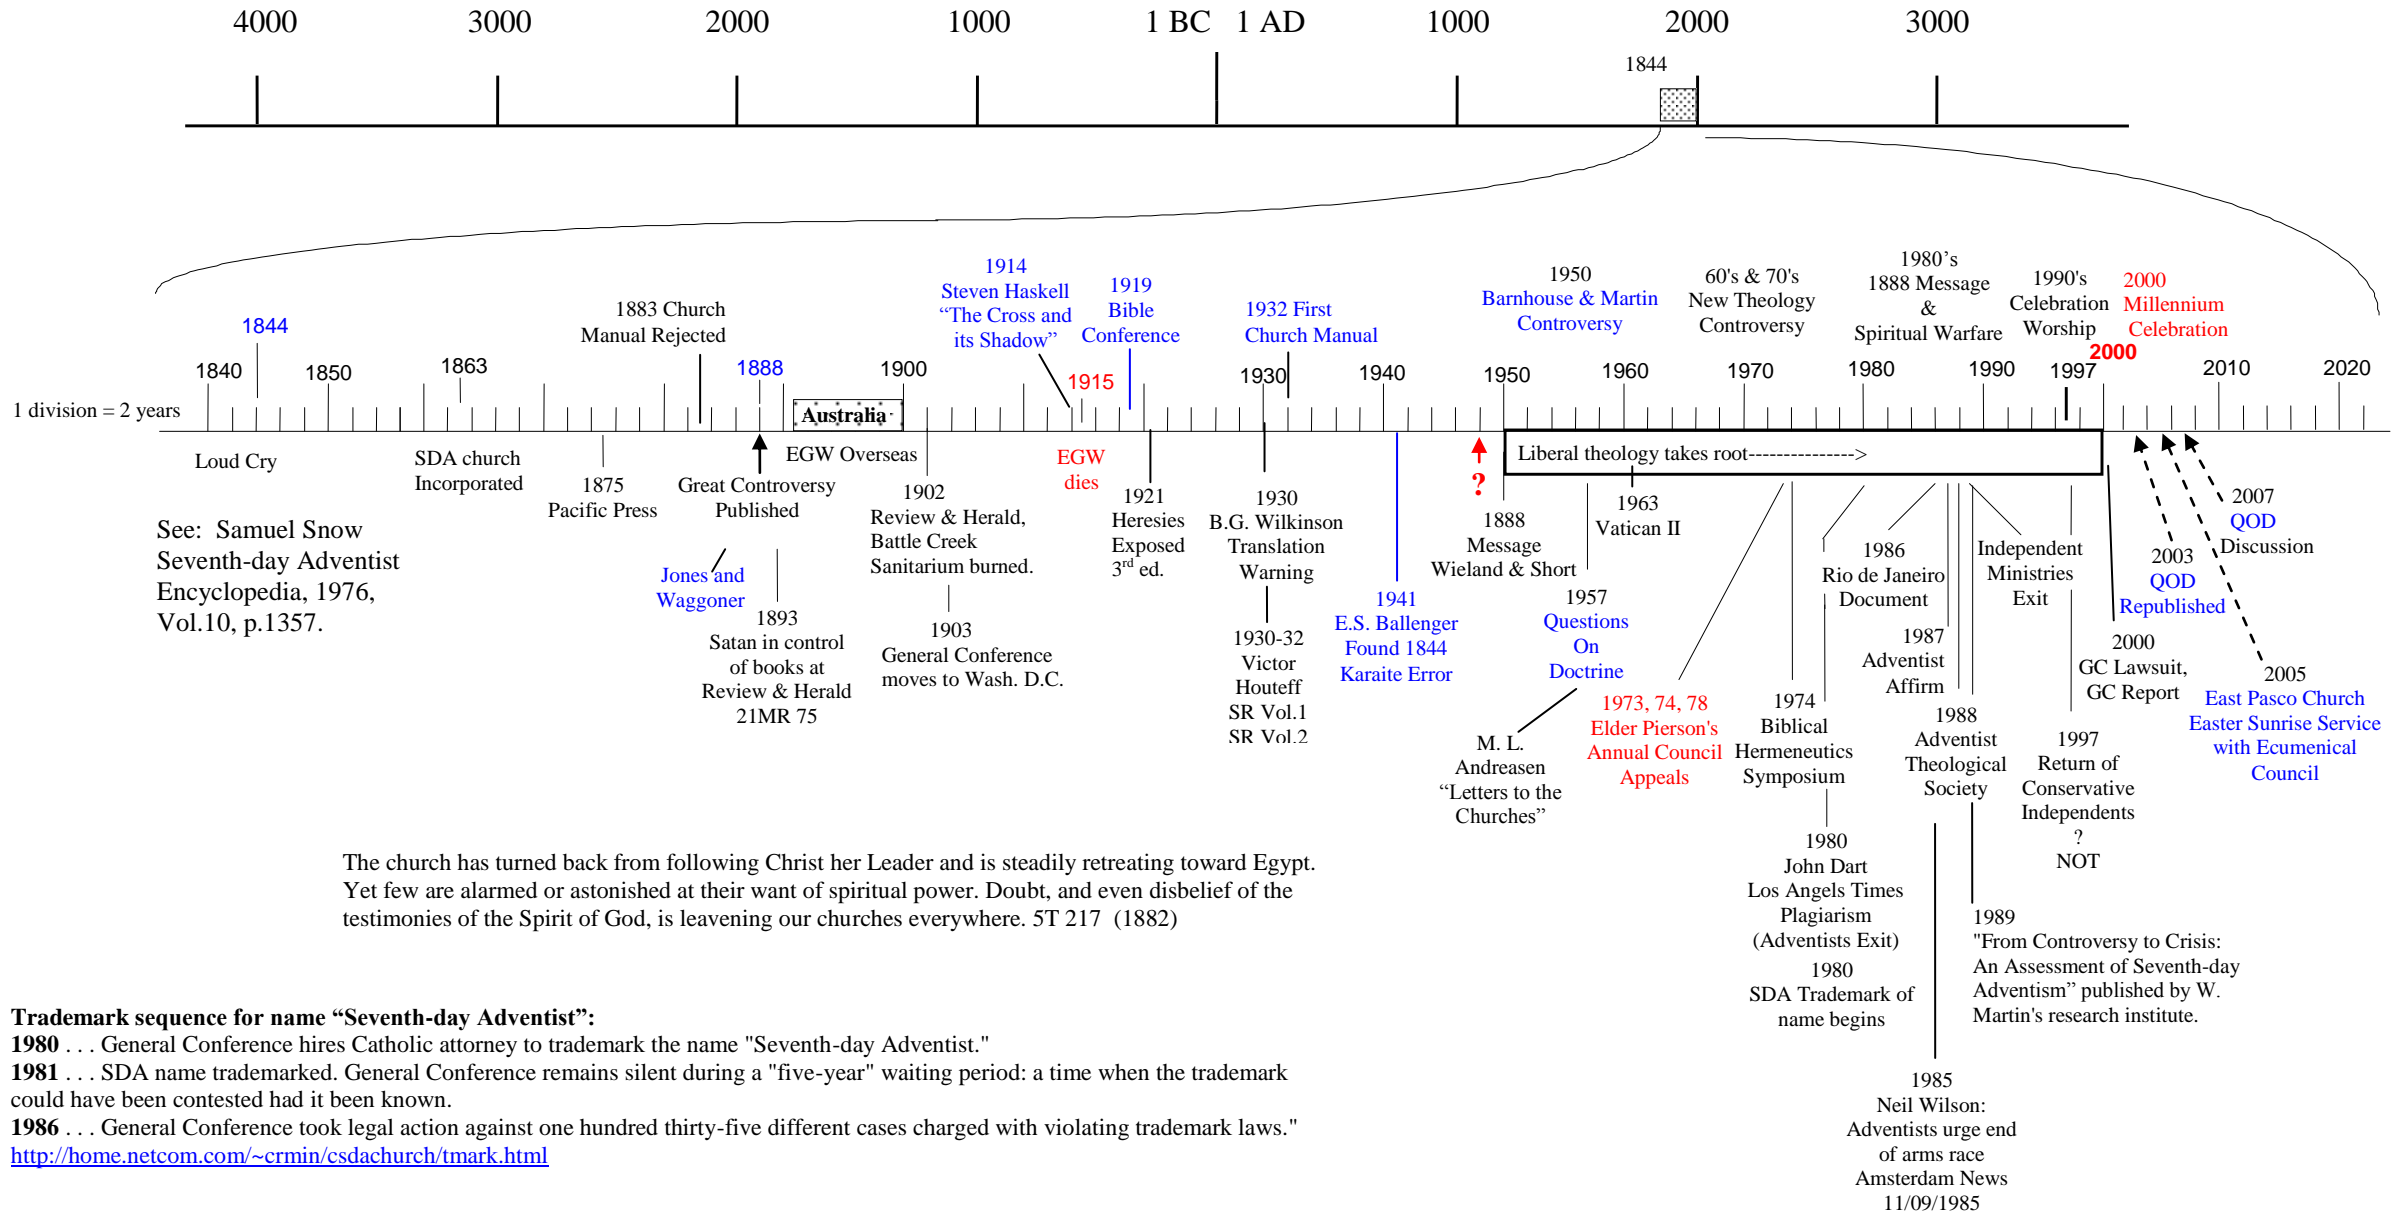 4000 3000 2000 1000 1 BC 1 AD 1000 2000 3000
1844
1844
1883 Church
Manual Rejected
1914
Steven Haskell
“The Cross and
its Shadow”
1919
Bible
Conference
1932 First
Church Manual
1950
Barnhouse & Martin
Controversy
60's & 70's
New Theology
Controversy
1980’s
1888 Message
&
Spiritual Warfare
1990's
Celebration
Worship
2000
Millennium
Celebration
1840 1850 1863 1888 1900 1915 1930 1940 1950 1960 1970 1980 1990 1997 2000 2010 2020
1 division = 2 years
Australia
Loud Cry
SDA church
Incorporated
1875
Pacific Press
Great Controversy
Published
EGW Overseas
EGW
dies
?
Liberal theology takes root--------------->
See: Samuel Snow
Seventh-day Adventist
Encyclopedia, 1976,
Vol.10, p.1357.
Jones and
Waggoner
1893
Satan in control
of books at
Review & Herald
21MR 75
1902
Review & Herald,
Battle Creek
Sanitarium burned.
1903
General Conference
moves to Wash. D.C.
1921
Heresies
Exposed
3rd ed.
1930
B.G. Wilkinson
Translation
Warning
1930-32
Victor
Houteff
SR Vol.1
SR Vol.2
1941
E.S. Ballenger
Found 1844
Karaite Error
1888
Message
Wieland & Short
1957
Questions
On
Doctrine
M. L.
Andreasen
“Letters to the
Churches”
1963
Vatican II
1973, 74, 78
Elder Pierson's
Annual Council
Appeals
1974
Biblical
Hermeneutics
Symposium
1980
John Dart
Los Angels Times
Plagiarism
(Adventists Exit)
1980
SDA Trademark of
name begins
1986
Rio de Janeiro
Document
1987
Adventist
Affirm
1988
Adventist
Theological
Society
Independent
Ministries
Exit
1985
Neil Wilson:
Adventists urge end
of arms race
Amsterdam News
11/09/1985
1989
"From Controversy to Crisis:
An Assessment of Seventh-day
Adventism” published by W.
Martin's research institute.
1997
Return of
Conservative
Independents
?
NOT
2000
GC Lawsuit,
GC Report
2003
QOD
Republished
2007
QOD
Discussion
2005
East Pasco Church
Easter Sunrise Service
with Ecumenical
Council
The church has turned back from following Christ her Leader and is steadily retreating toward Egypt.
Yet few are alarmed or astonished at their want of spiritual power. Doubt, and even disbelief of the
testimonies of the Spirit of God, is leavening our churches everywhere. 5T 217 (1882)
Trademark sequence for name “Seventh-day Adventist”:
1980 . . . General Conference hires Catholic attorney to trademark the name "Seventh-day Adventist."
1981 . . . SDA name trademarked. General Conference remains silent during a "five-year" waiting period: a time when the trademark
could have been contested had it been known.
1986 . . . General Conference took legal action against one hundred thirty-five different cases charged with violating trademark laws."
http://home.netcom.com/~crmin/csdachurch/tmark.html